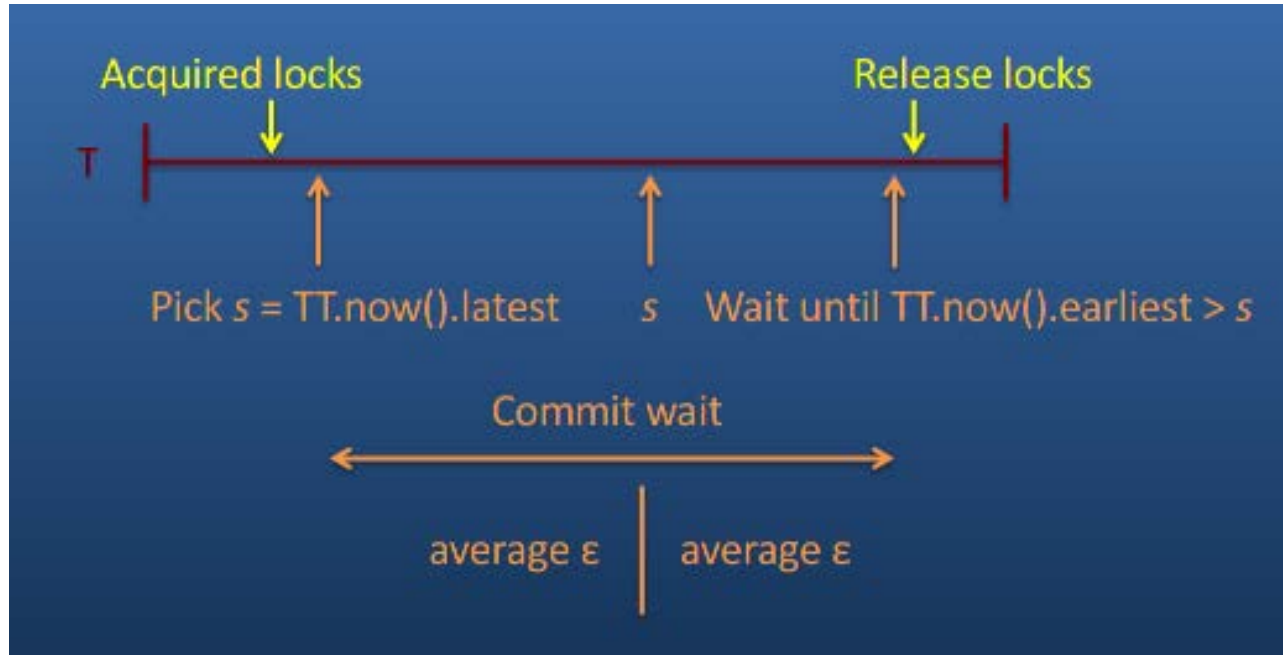 Acquired locks
Release locks
T
Pick s = TT.now().latest
s
Wait until TT.now().earliest > s
Commit wait
average ε
average ε